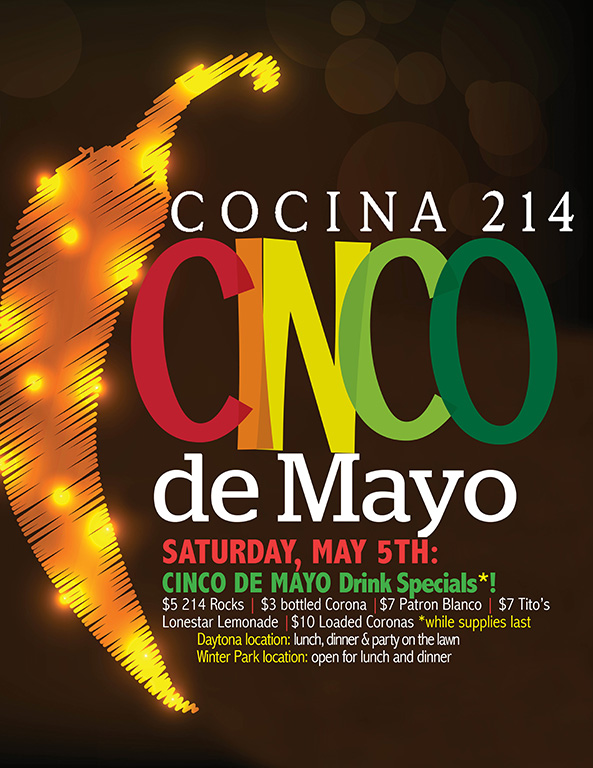 COCINA 214
CINCO
de Mayo
SATURDAY, MAY 5TH:
CINCO DE MAYO Drink Specials*!
$5 214 Rocks | $3 bottled Corona | $7 Patron Blanco | $7 Tito's
Lonestar Lemonade | $10 Loaded Coronas *while supplies last
Daytona location: lunch, dinner & party on the lawn
Winter Park location: open for lunch and dinner